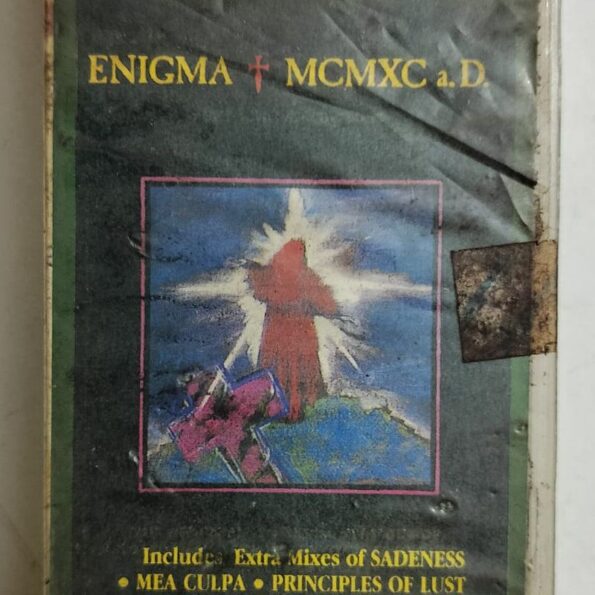 ENIGMA † MCMXC a.D.
Includes Extra Mixes of SADENESS
• MEA CULPA • PRINCIPLES OF LUST